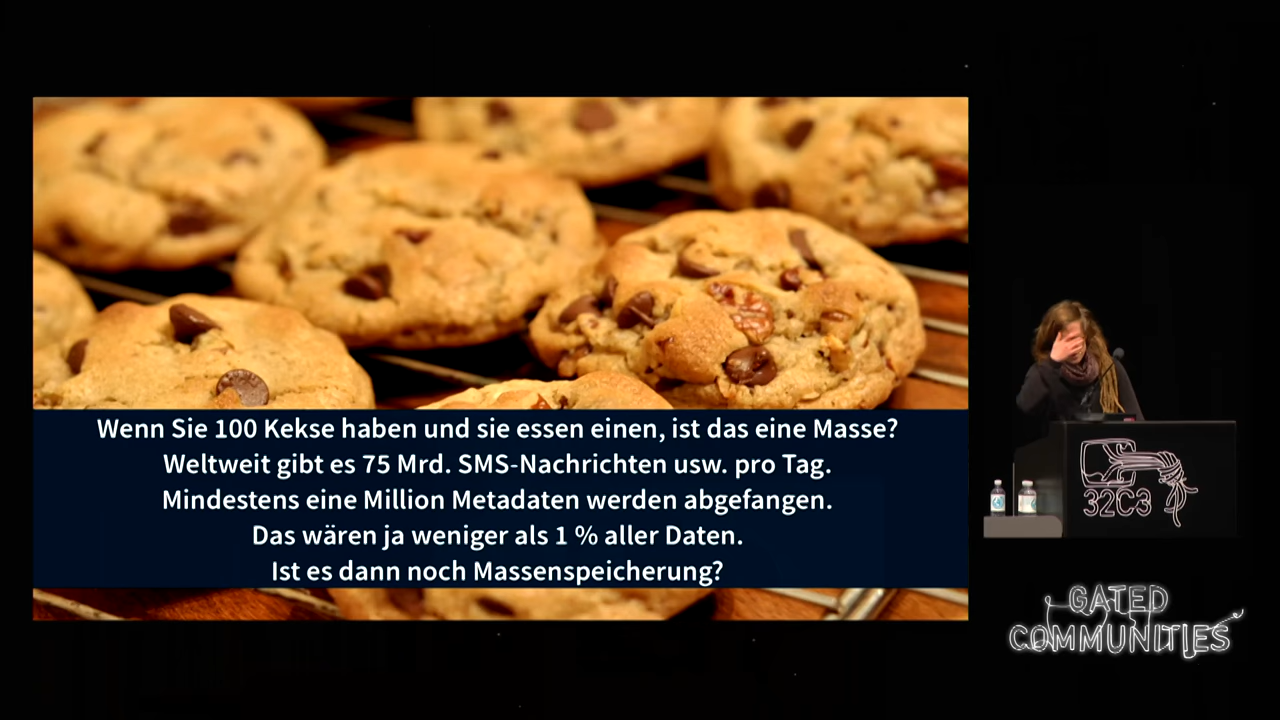 Wenn Sie 100 Kekse haben und sie essen einen, ist das eine Masse?
Weltweit gibt es 75 Mrd. SMS-Nachrichten usw. pro Tag.
Mindestens eine Million Metadaten werden abgefangen.
Das wären ja weniger als 1 % aller Daten.
Ist es dann noch Massenspeicherung?
32C3
GATED
COMMUNITIES